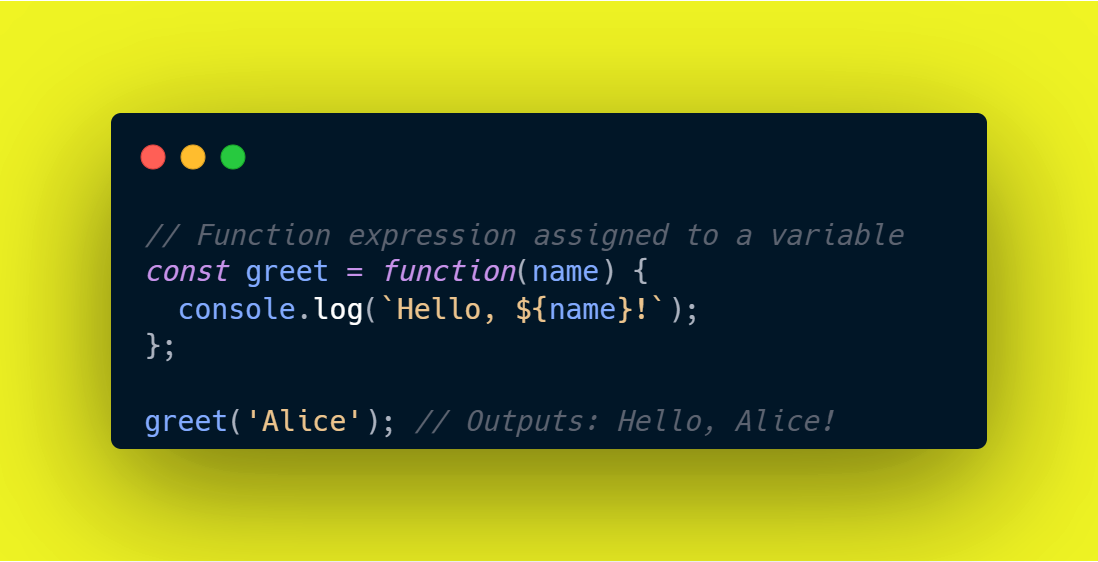 // Function expression assigned to a variable
const greet = function(name) {
  console.log(`Hello, ${name}!`);
};
greet('Alice'); // Outputs: Hello, Alice!